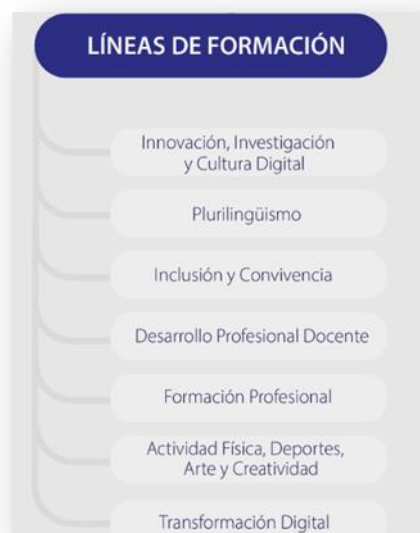 LÍNEAS DE FORMACIÓN
Innovación, Investigación
y Cultura Digital
Plurilingüismo
Inclusión y Convivencia
Desarrollo Profesional Docente
Formación Profesional
Actividad Física, Deportes,
Arte y Creatividad
Transformación Digital